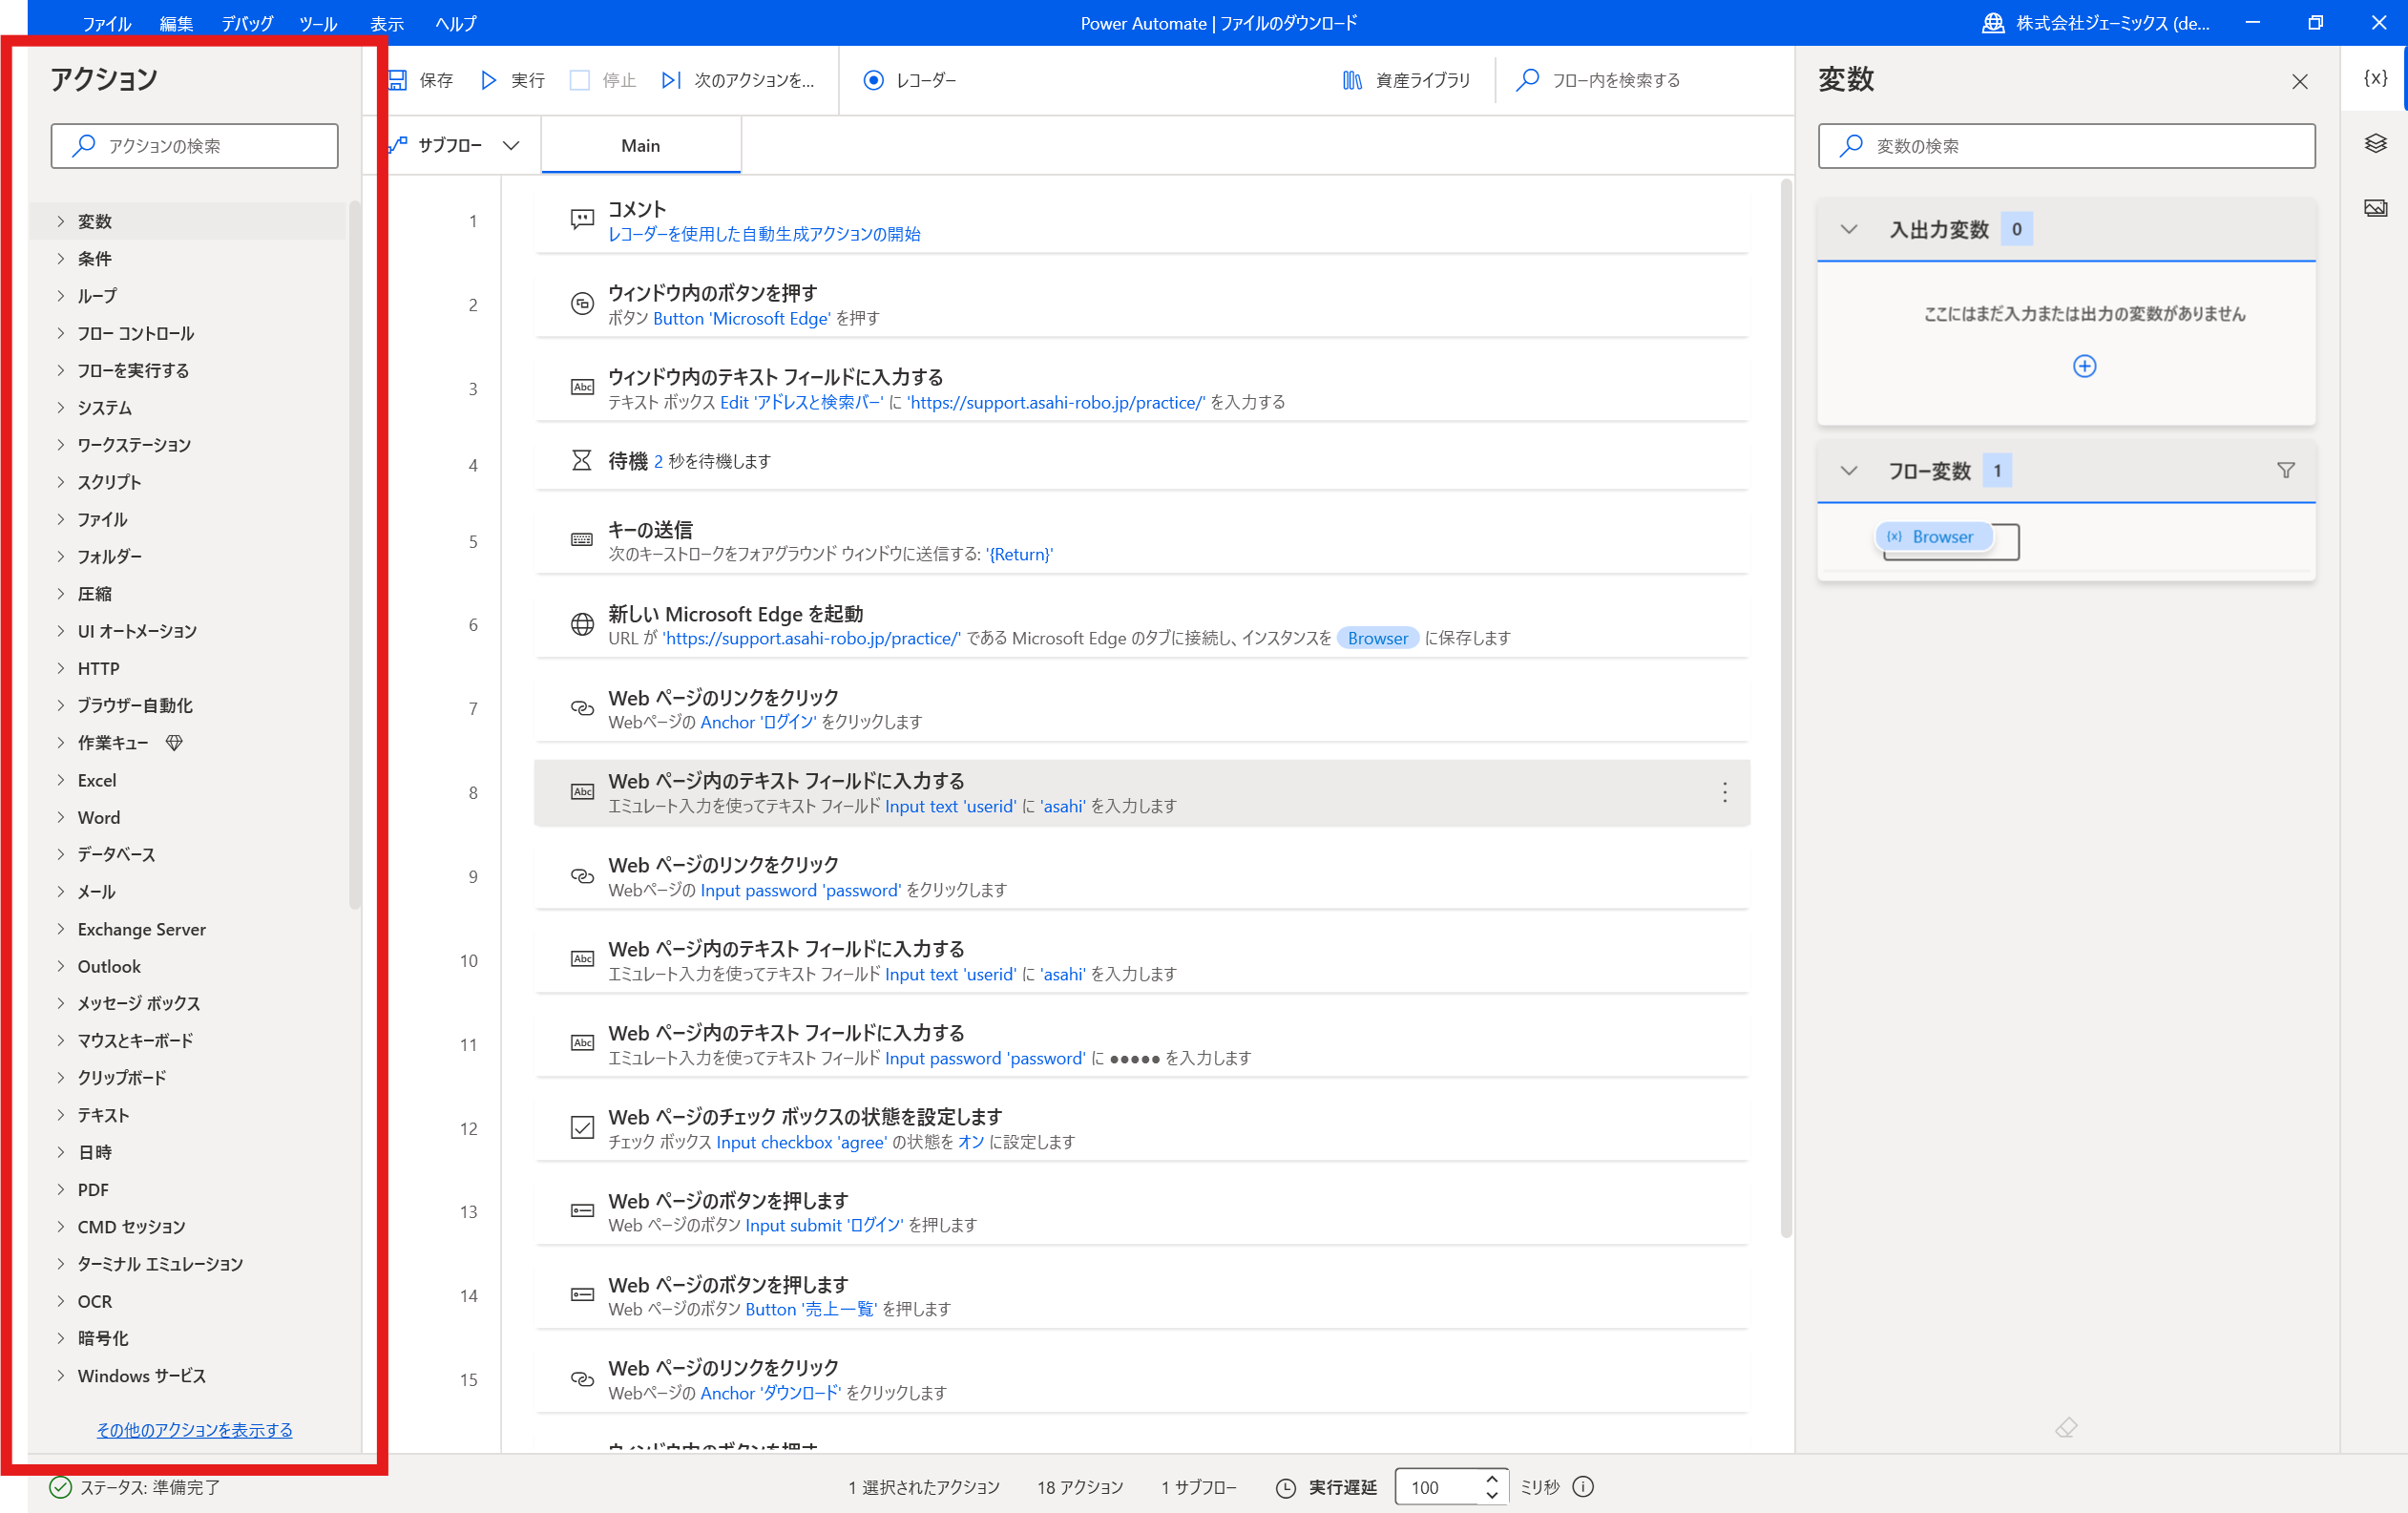 ファイル 編集 デバッグ ツール 表示 ヘルプ
Power Automate | ファイルのダウンロード
株式会社ジェーミックス (de...
アクション
アクションの検索
変数
条件
ループ
フロー コントロール
フローを実行する
システム
ワークステーション
スクリプト
ファイル
フォルダー
圧縮
UI オートメーション
HTTP
ブラウザー自動化
作業キュー
Excel
Word
データベース
メール
Exchange Server
Outlook
メッセージ ボックス
マウスとキーボード
クリップボード
テキスト
日時
PDF
CMD セッション
ターミナル エミュレーション
OCR
暗号化
Windows サービス
その他のアクションを表示する
保存 実行 停止 次のアクションを... レコーダー
資産ライブラリ フロー内を検索する
サブフロー Main
1 コメント
レコーダーを使用した自動生成アクションの開始
2 ウィンドウ内のボタンを押す
ボタン Button 'Microsoft Edge' を押す
3 ウィンドウ内のテキスト フィールドに入力する
テキスト ボックス Edit 'アドレスと検索バー' に 'https://support.asahi-robo.jp/practice/' を入力する
4 待機 2 秒を待機します
5 キーの送信
次のキーストロークをフォアグラウンド ウィンドウに送信する: '{Return}'
6 新しい Microsoft Edge を起動
URL が 'https://support.asahi-robo.jp/practice/' である Microsoft Edge のタブに接続し、インスタンスを Browser に保存します
7 Web ページのリンクをクリック
Webページの Anchor 'ログイン' をクリックします
8 Web ページ内のテキスト フィールドに入力する
エミュレート入力を使ってテキスト フィールド Input text 'userid' に 'asahi' を入力します
9 Web ページのリンクをクリック
Webページの Input password 'password' をクリックします
10 Web ページ内のテキスト フィールドに入力する
エミュレート入力を使ってテキスト フィールド Input text 'userid' に 'asahi' を入力します
11 Web ページ内のテキスト フィールドに入力する
エミュレート入力を使ってテキスト フィールド Input password 'password' に ●●●●● を入力します
12 Web ページのチェック ボックスの状態を設定します
チェック ボックス Input checkbox 'agree' の状態を オン に設定します
13 Web ページのボタンを押します
Web ページのボタン Input submit 'ログイン' を押します
14 Web ページのボタンを押します
Web ページのボタン Button '売上一覧' を押します
15 Web ページのリンクをクリック
Webページの Anchor 'ダウンロード' をクリックします
ウィンドウ内のボタンを押す
変数
変数の検索
入出力変数 0
ここにはまだ入力または出力の変数がありません
フロー変数 1
{x} Browser
{x}
ステータス: 準備完了
1 選択されたアクション 18 アクション 1 サブフロー 実行遅延 100 ミリ秒